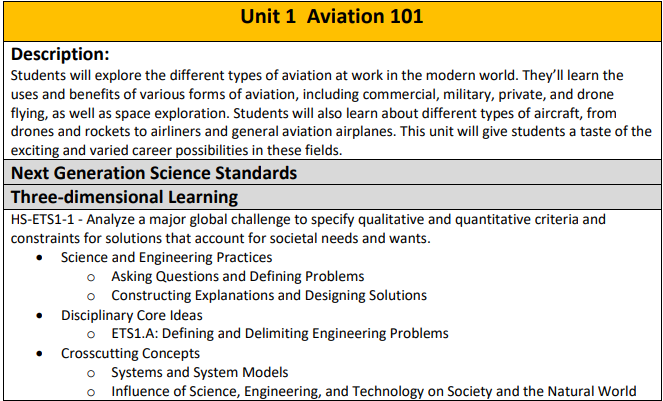 Unit 1  Aviation 101
Description:
Students will explore the different types of aviation at work in the modern world. They’ll learn the
uses and benefits of various forms of aviation, including commercial, military, private, and drone
flying, as well as space exploration. Students will also learn about different types of aircraft, from
drones and rockets to airliners and general aviation airplanes. This unit will give students a taste of the
exciting and varied career possibilities in these fields.
Next Generation Science Standards
Three-dimensional Learning
HS-ETS1-1 - Analyze a major global challenge to specify qualitative and quantitative criteria and
constraints for solutions that account for societal needs and wants.
• Science and Engineering Practices
o Asking Questions and Defining Problems
o Constructing Explanations and Designing Solutions
• Disciplinary Core Ideas
o ETS1.A: Defining and Delimiting Engineering Problems
• Crosscutting Concepts
o Systems and System Models
o Influence of Science, Engineering, and Technology on Society and the Natural World